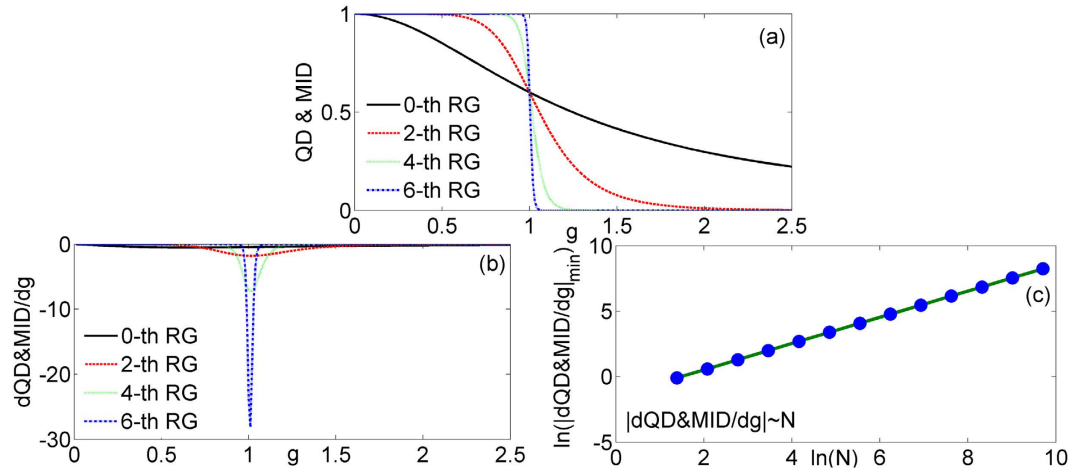 1
0.5
0
QD & MID
(a)
0-th RG
2-th RG
4-th RG
6-th RG
0 0.5 1 1.5 2 2.5
g
0
-10
-20
-30
dQD&MID/dg
(b)
0-th RG
2-th RG
4-th RG
6-th RG
0 0.5 1 g 1.5 2 2.5
10
5
0
-5
ln(|dQD&MID/dg|min)
(c)
|dQD&MID/dg|~N
0 2 4 6 ln(N) 8 10